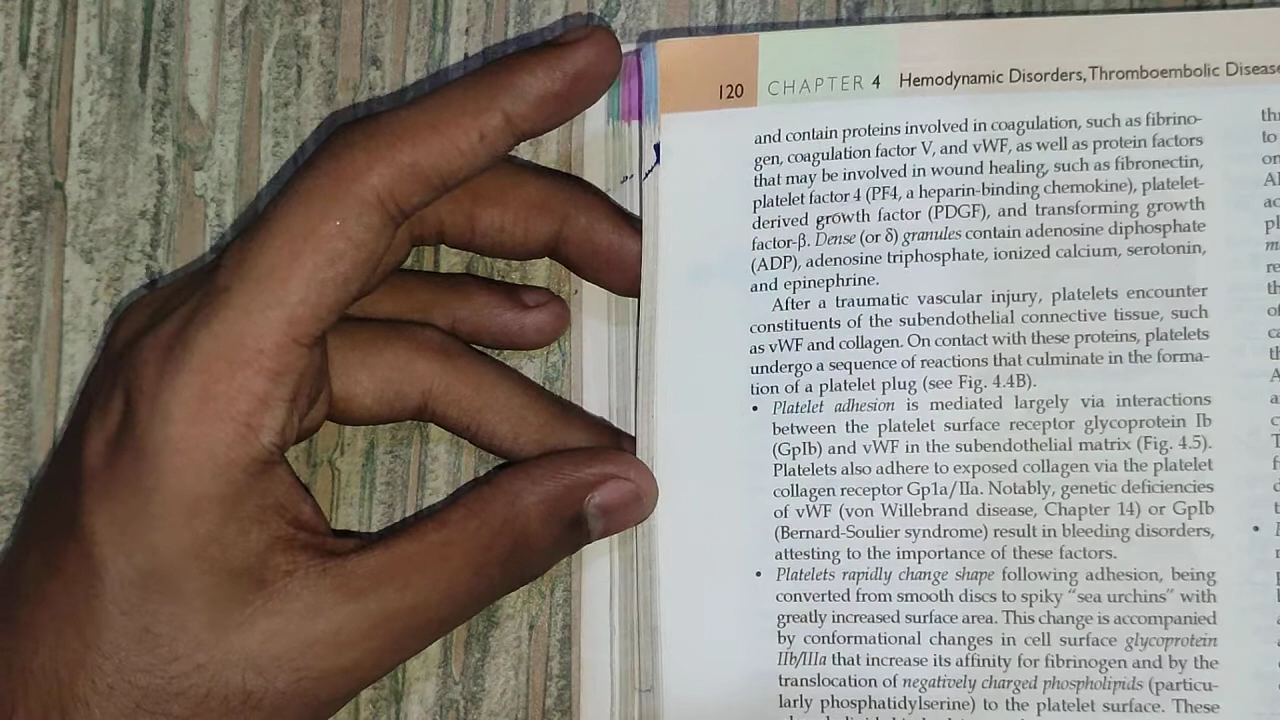 120 CHAPTER 4 Hemodynamic Disorders, Thromboembolic Disease
and contain proteins involved in coagulation, such as fibrino-
gen, coagulation factor V, and vWF, as well as protein factors
that may be involved in wound healing, such as fibronectin,
platelet factor 4 (PF4, a heparin-binding chemokine), platelet-
derived growth factor (PDGF), and transforming growth
factor-β. Dense (or δ) granules contain adenosine diphosphate
(ADP), adenosine triphosphate, ionized calcium, serotonin,
and epinephrine.
After a traumatic vascular injury, platelets encounter
constituents of the subendothelial connective tissue, such
as vWF and collagen. On contact with these proteins, platelets
undergo a sequence of reactions that culminate in the forma-
tion of a platelet plug (see Fig. 4.4B).
• Platelet adhesion is mediated largely via interactions
between the platelet surface receptor glycoprotein Ib
(GpIb) and vWF in the subendothelial matrix (Fig. 4.5).
Platelets also adhere to exposed collagen via the platelet
collagen receptor Gp1a/IIa. Notably, genetic deficiencies
of vWF (von Willebrand disease, Chapter 14) or GpIb
(Bernard-Soulier syndrome) result in bleeding disorders,
attesting to the importance of these factors.
• Platelets rapidly change shape following adhesion, being
converted from smooth discs to spiky "sea urchins" with
greatly increased surface area. This change is accompanied
by conformational changes in cell surface glycoprotein
IIb/IIIa that increase its affinity for fibrinogen and by the
translocation of negatively charged phospholipids (particu-
larly phosphatidylserine) to the platelet surface. These